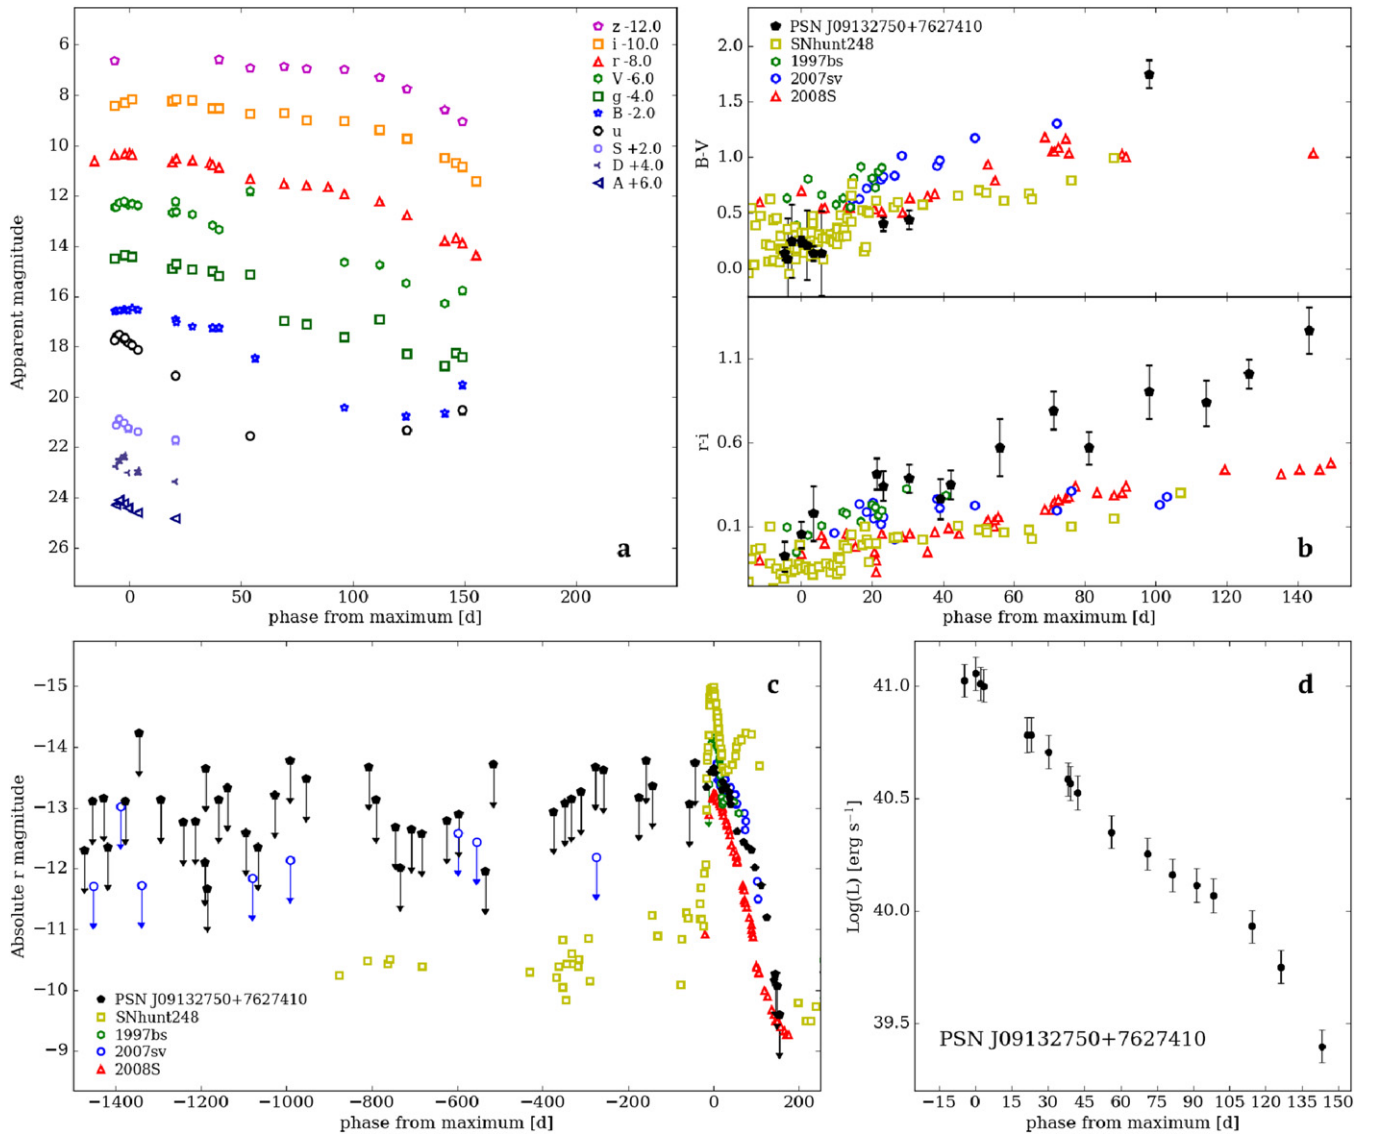 6
8
10
12
14
16
18
20
22
24
26
Apparent magnitude
z -12.0
i -10.0
r -8.0
V -6.0
g -4.0
B -2.0
u
S +2.0
D +4.0
A +6.0
a
0
50
100
150
200
phase from maximum [d]
2.0
1.5
1.0
0.5
0.0
B-V
PSN J09132750+7627410
SNhunt248
1997bs
2007sv
2008S
1.1
0.6
0.1
r-i
b
0
20
40
60
80
100
120
140
phase from maximum [d]
−15
−14
−13
−12
−11
−10
−9
Absolute r magnitude
c
PSN J09132750+7627410
SNhunt248
1997bs
2007sv
2008S
−1400
−1200
−1000
−800
−600
−400
−200
0
200
phase from maximum [d]
41.0
40.5
40.0
39.5
Log(L) [erg s−1]
d
PSN J09132750+7627410
−15
0
15
30
45
60
75
90
105
120
135
150
phase from maximum [d]